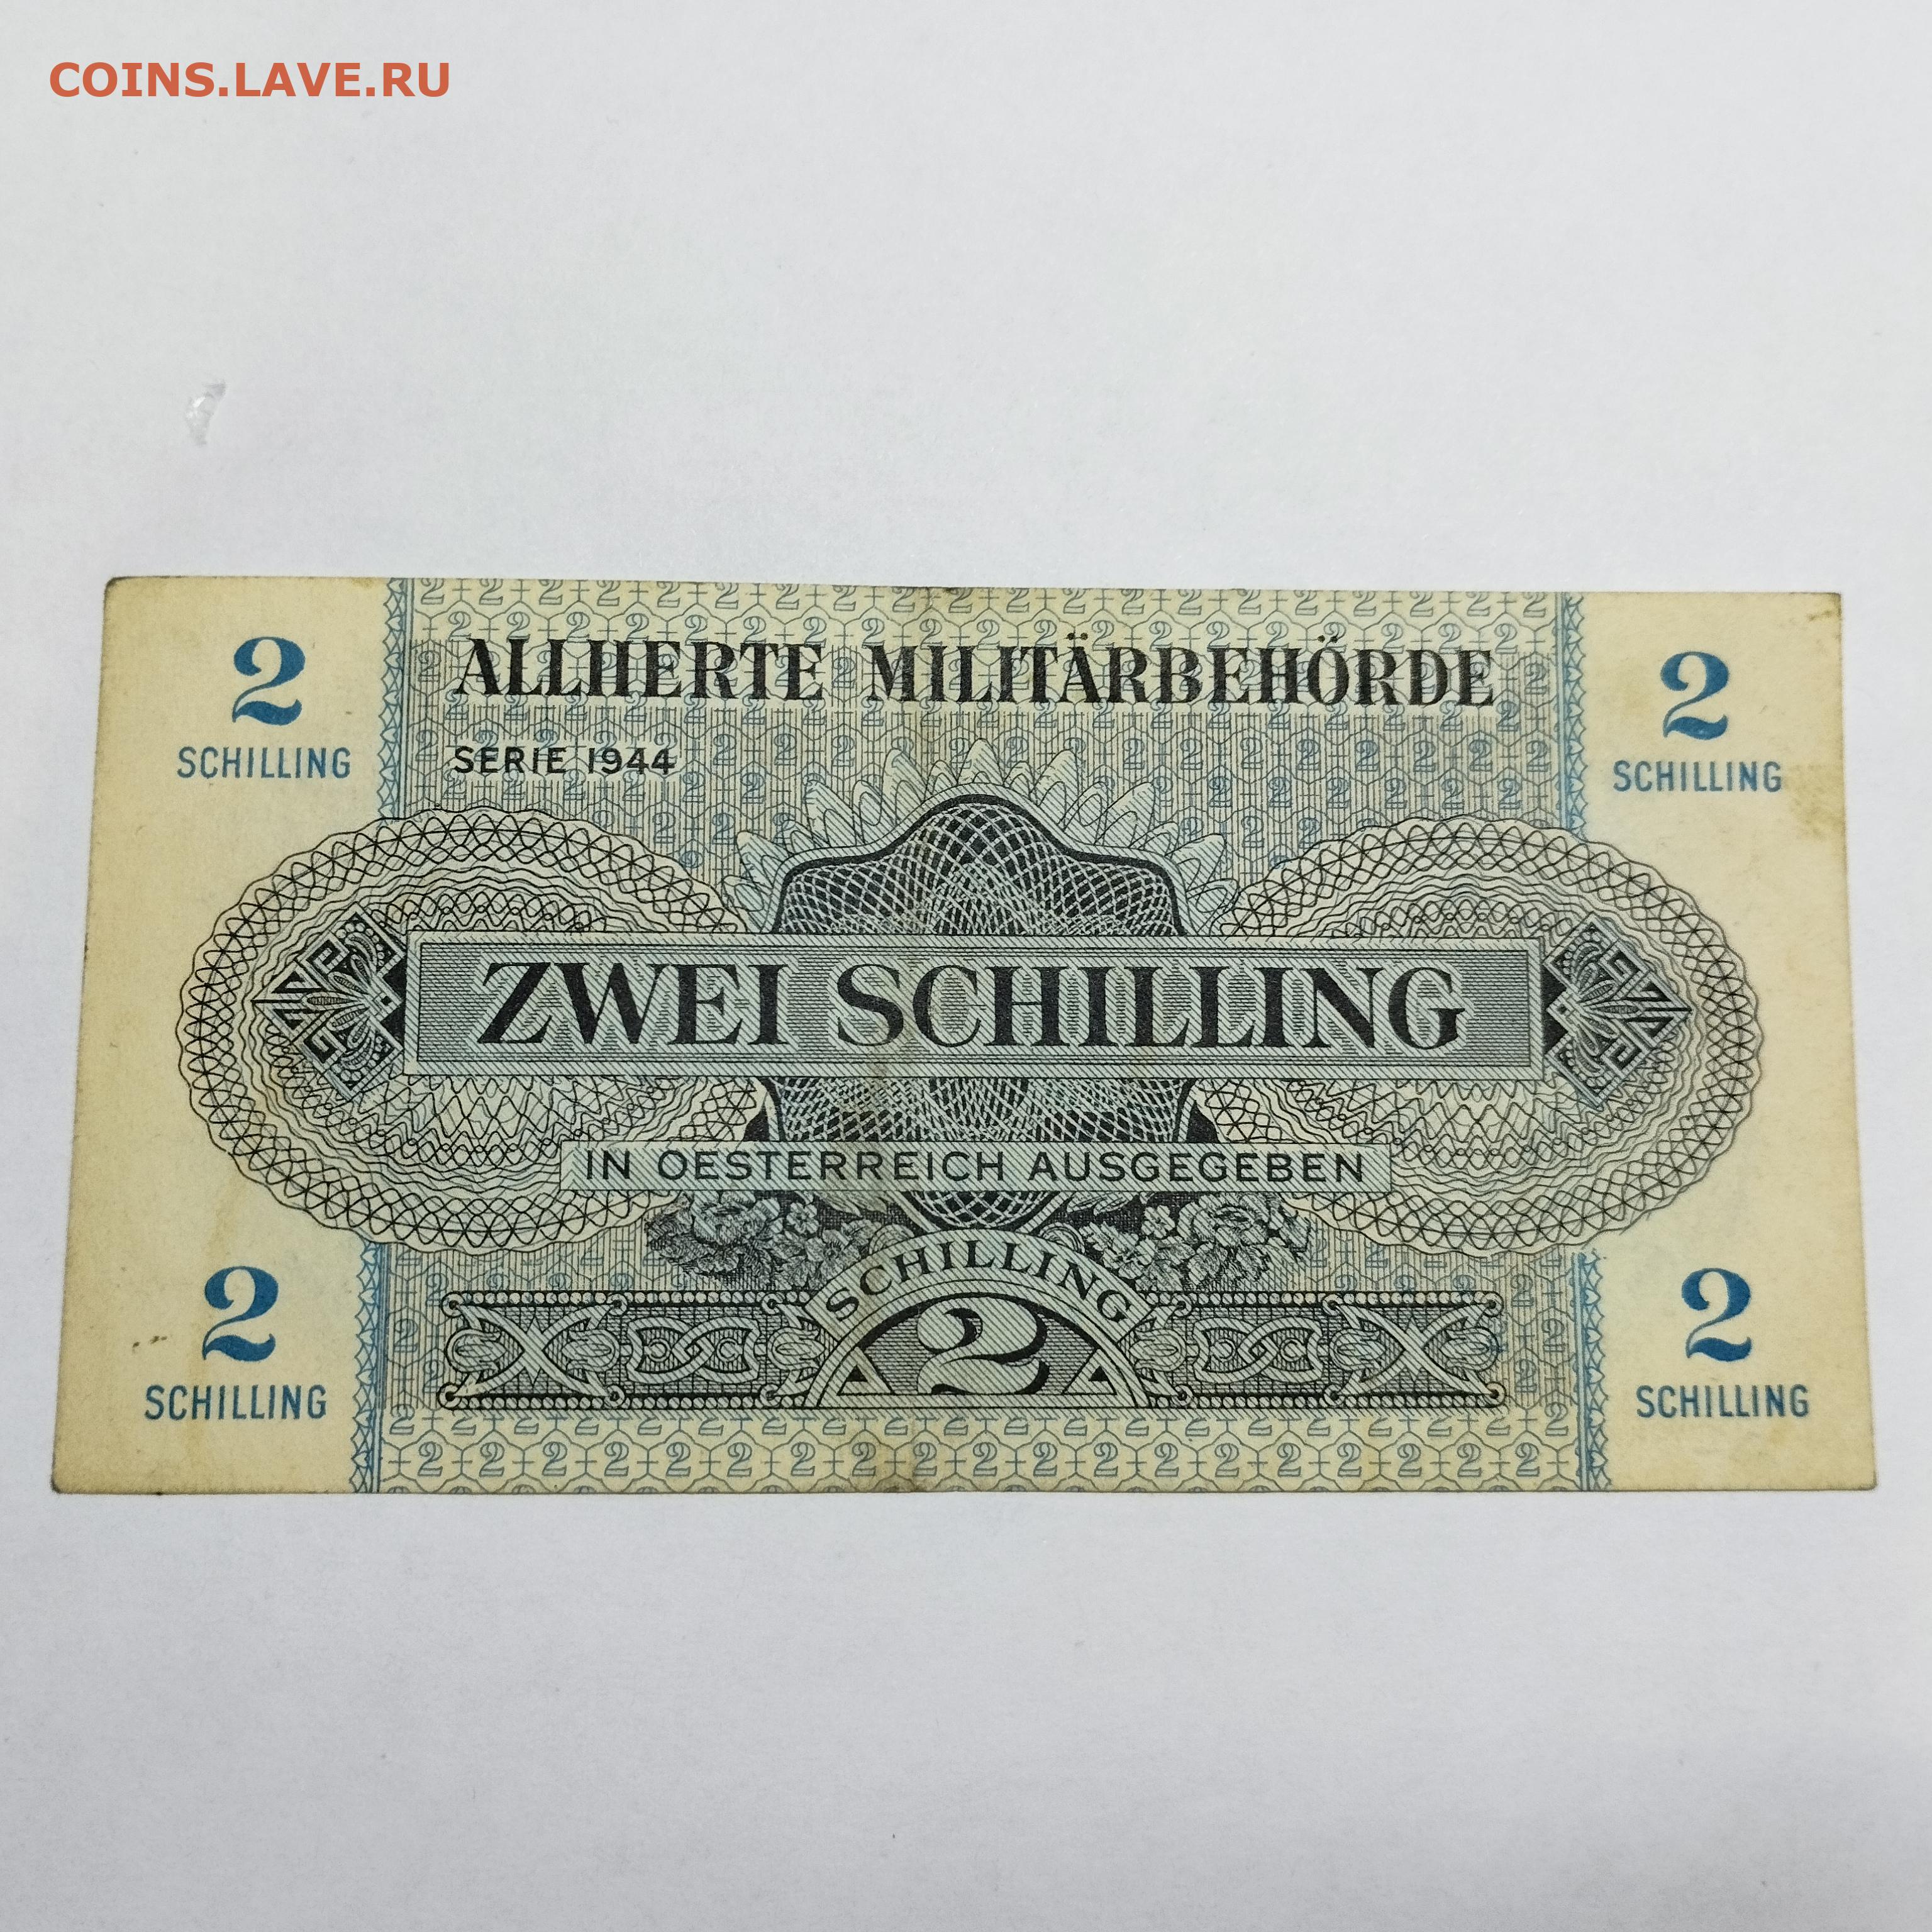 COINS.LAVE.RU
2
SCHILLING
ALLIIERTE MILITÄRBEHÖRDE
SERIE 1944
2
SCHILLING
ZWEI SCHILLING
IN OESTERREICH AUSGEGEBEN
2
SCHILLING
SCHILLING
2
2
SCHILLING